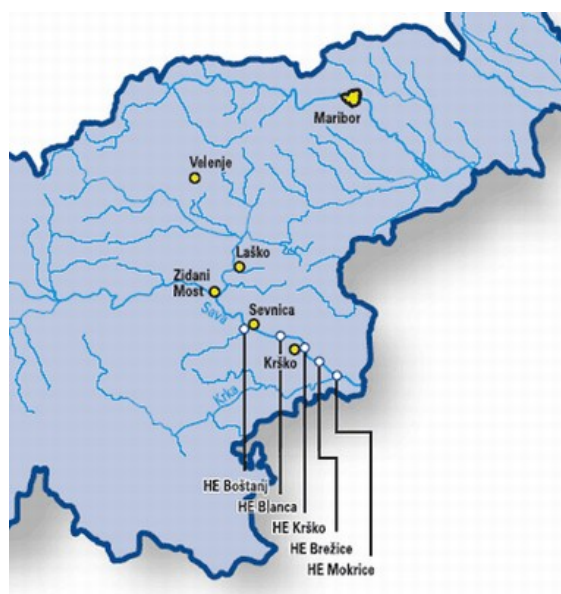 Maribor
Velenje
Laško
Zidani
Most
Sevnica
Sava
Krško
Krka
HE Boštanj
HE Blanca
HE Krško
HE Brežice
HE Mokrice